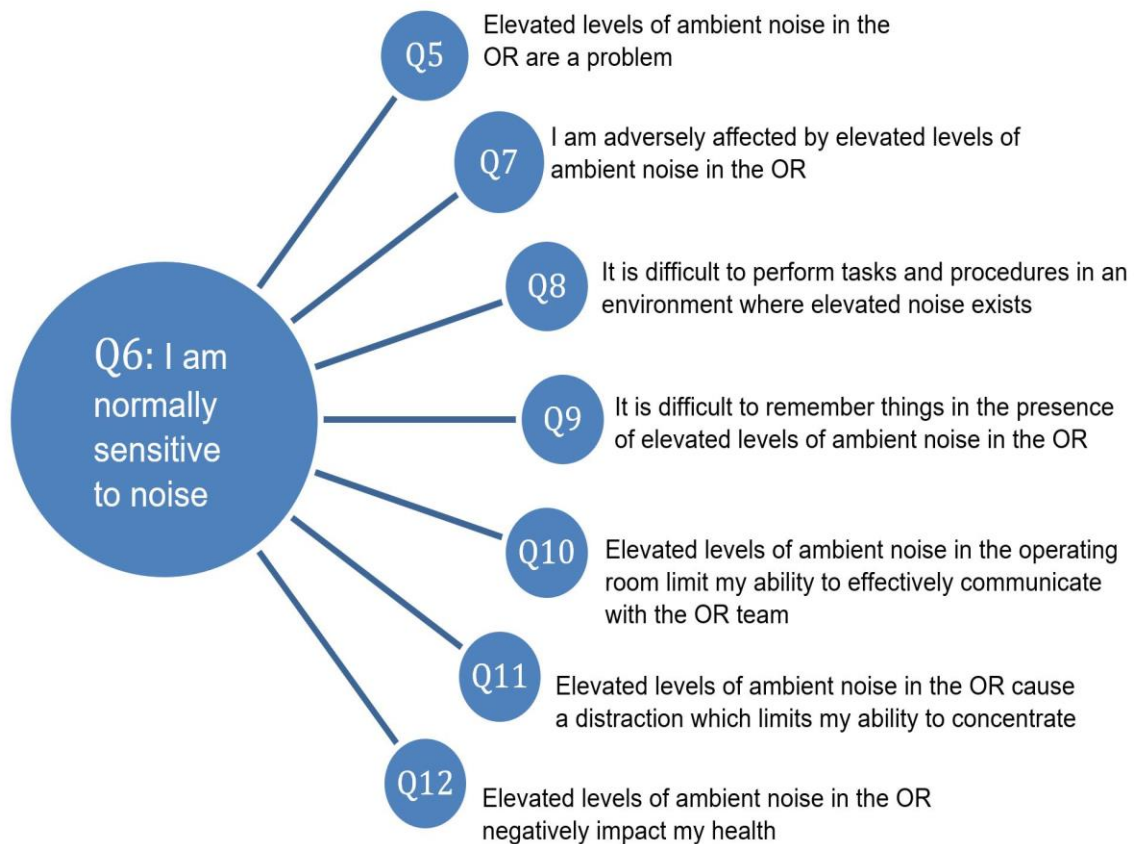 Q5
Elevated levels of ambient noise in the
OR are a problem
Q7
I am adversely affected by elevated levels of
ambient noise in the OR
Q8
It is difficult to perform tasks and procedures in an
environment where elevated noise exists
Q6: I am
normally
sensitive
to noise
Q9
It is difficult to remember things in the presence
of elevated levels of ambient noise in the OR
Q10
Elevated levels of ambient noise in the operating
room limit my ability to effectively communicate
with the OR team
Q11
Elevated levels of ambient noise in the OR cause
a distraction which limits my ability to concentrate
Q12
Elevated levels of ambient noise in the OR
negatively impact my health